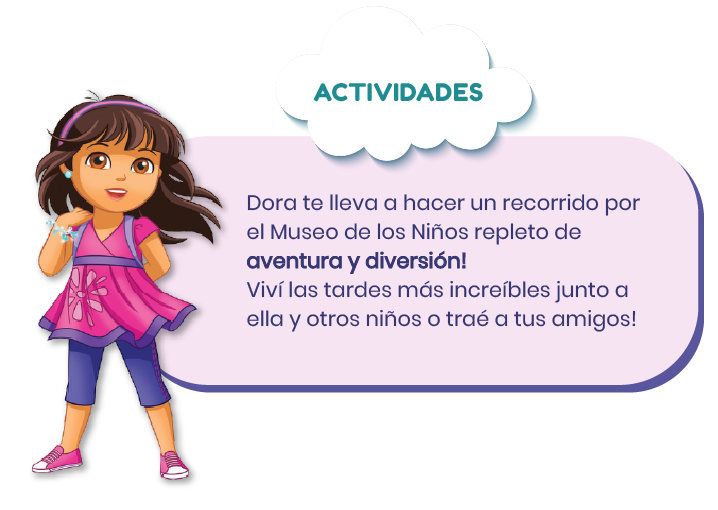 ACTIVIDADES
Dora te lleva a hacer un recorrido por
el Museo de los Niños repleto de
aventura y diversión!
Viví las tardes más increíbles junto a
ella y otros niños o traé a tus amigos!